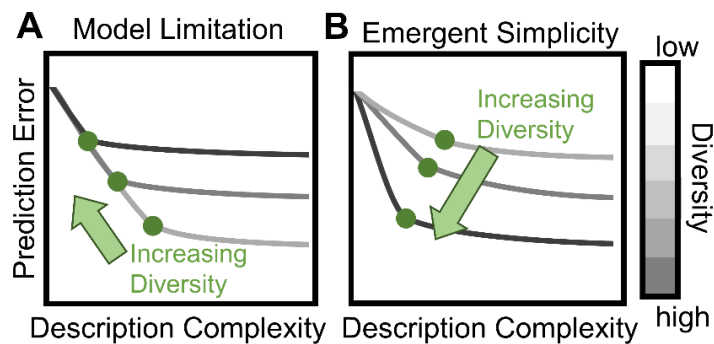 A
Model Limitation
Prediction Error
Increasing
Diversity
Description Complexity
B
Emergent Simplicity
Increasing
Diversity
Description Complexity
low
Diversity
high